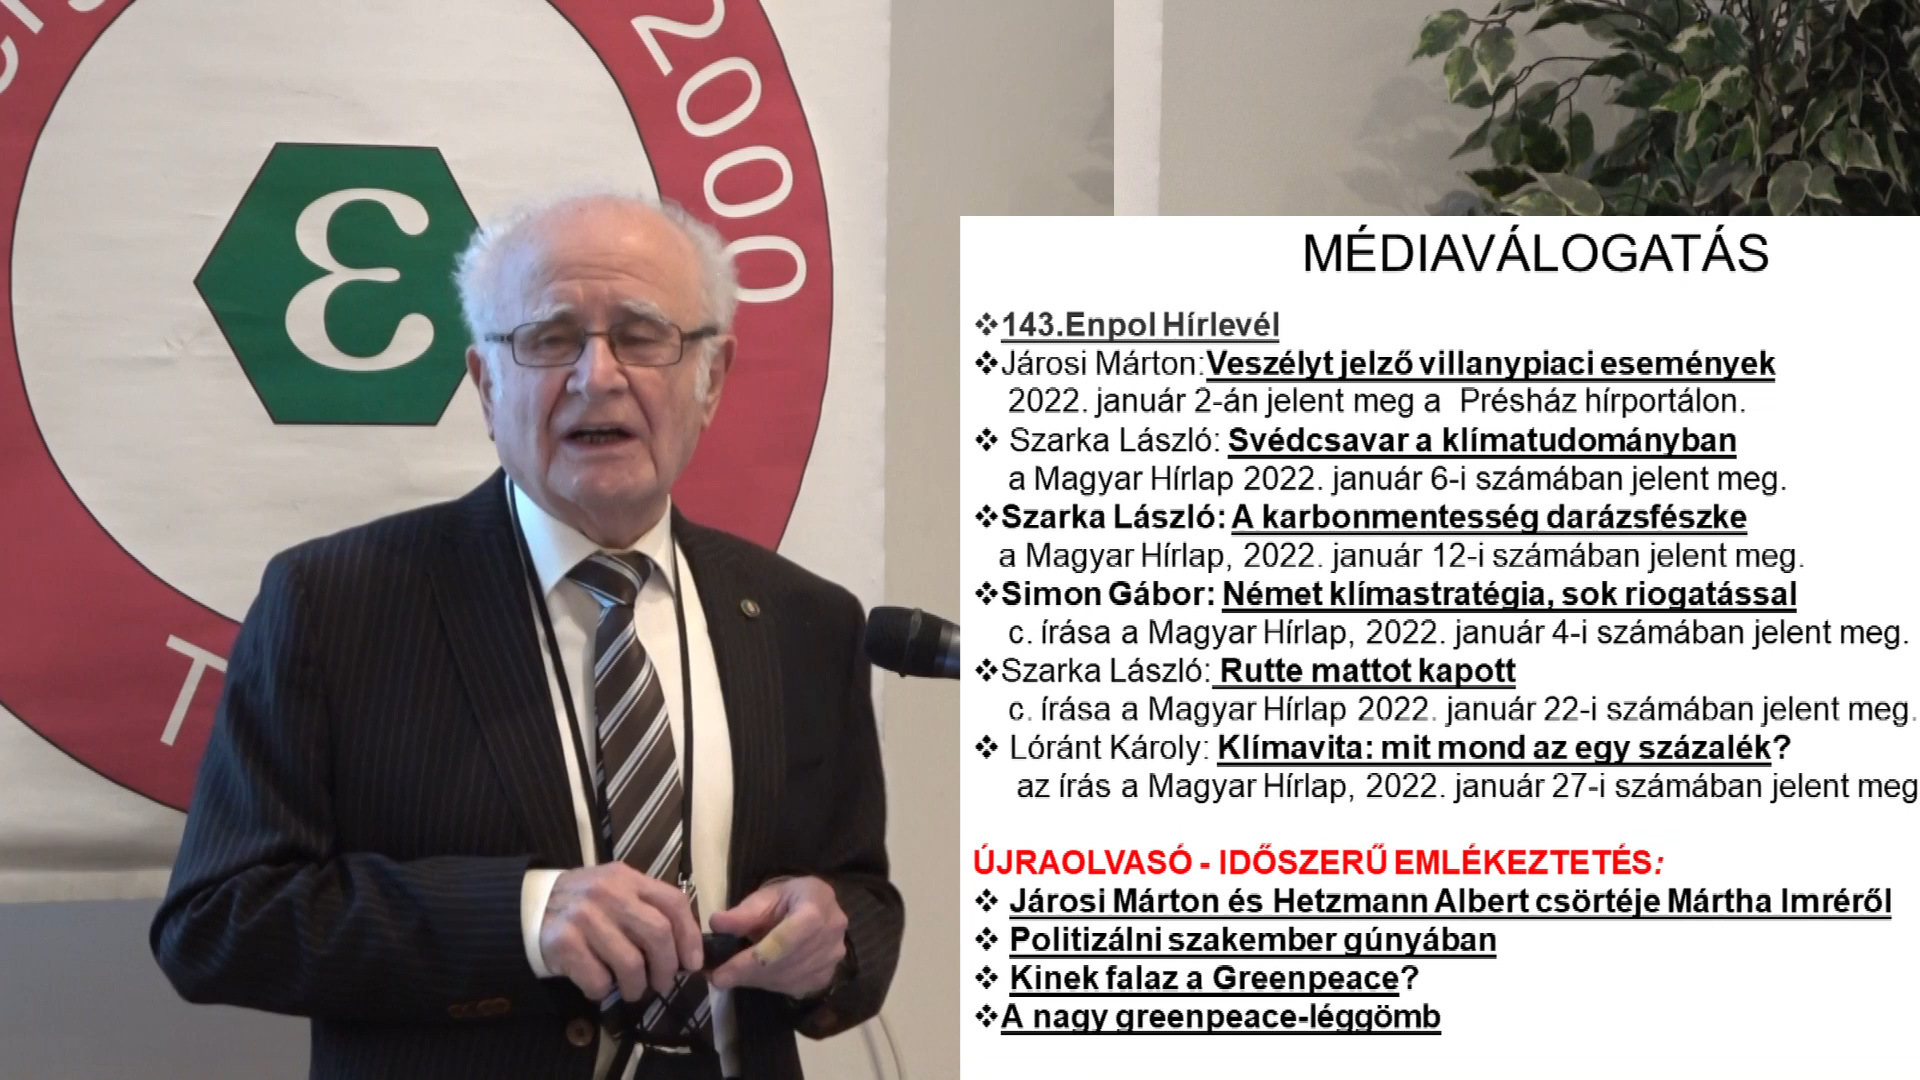 2000
ε
T
MÉDIAVÁLOGATÁS
❖143.Enpol Hírlevél
❖Járosi Márton:Veszélyt jelző villanypiaci események
2022. január 2-án jelent meg a Présház hírportálon.
❖ Szarka László: Svédcsavar a klímatudományban
a Magyar Hírlap 2022. január 6-i számában jelent meg.
❖Szarka László: A karbonmentesség darázsfészke
a Magyar Hírlap, 2022. január 12-i számában jelent meg.
❖Simon Gábor: Német klímastratégia, sok riogatással
c. írása a Magyar Hírlap, 2022. január 4-i számában jelent meg.
❖Szarka László: Rutte mattot kapott
c. írása a Magyar Hírlap 2022. január 22-i számában jelent meg.
❖ Lóránt Károly: Klímavita: mit mond az egy százalék?
az írás a Magyar Hírlap, 2022. január 27-i számában jelent meg
ÚJRAOLVASÓ - IDŐSZERŰ EMLÉKEZTETÉS:
❖ Járosi Márton és Hetzmann Albert csörtéje Mártha Imréről
❖ Politizálni szakember gúnyában
❖ Kinek falaz a Greenpeace?
❖A nagy greenpeace-léggömb